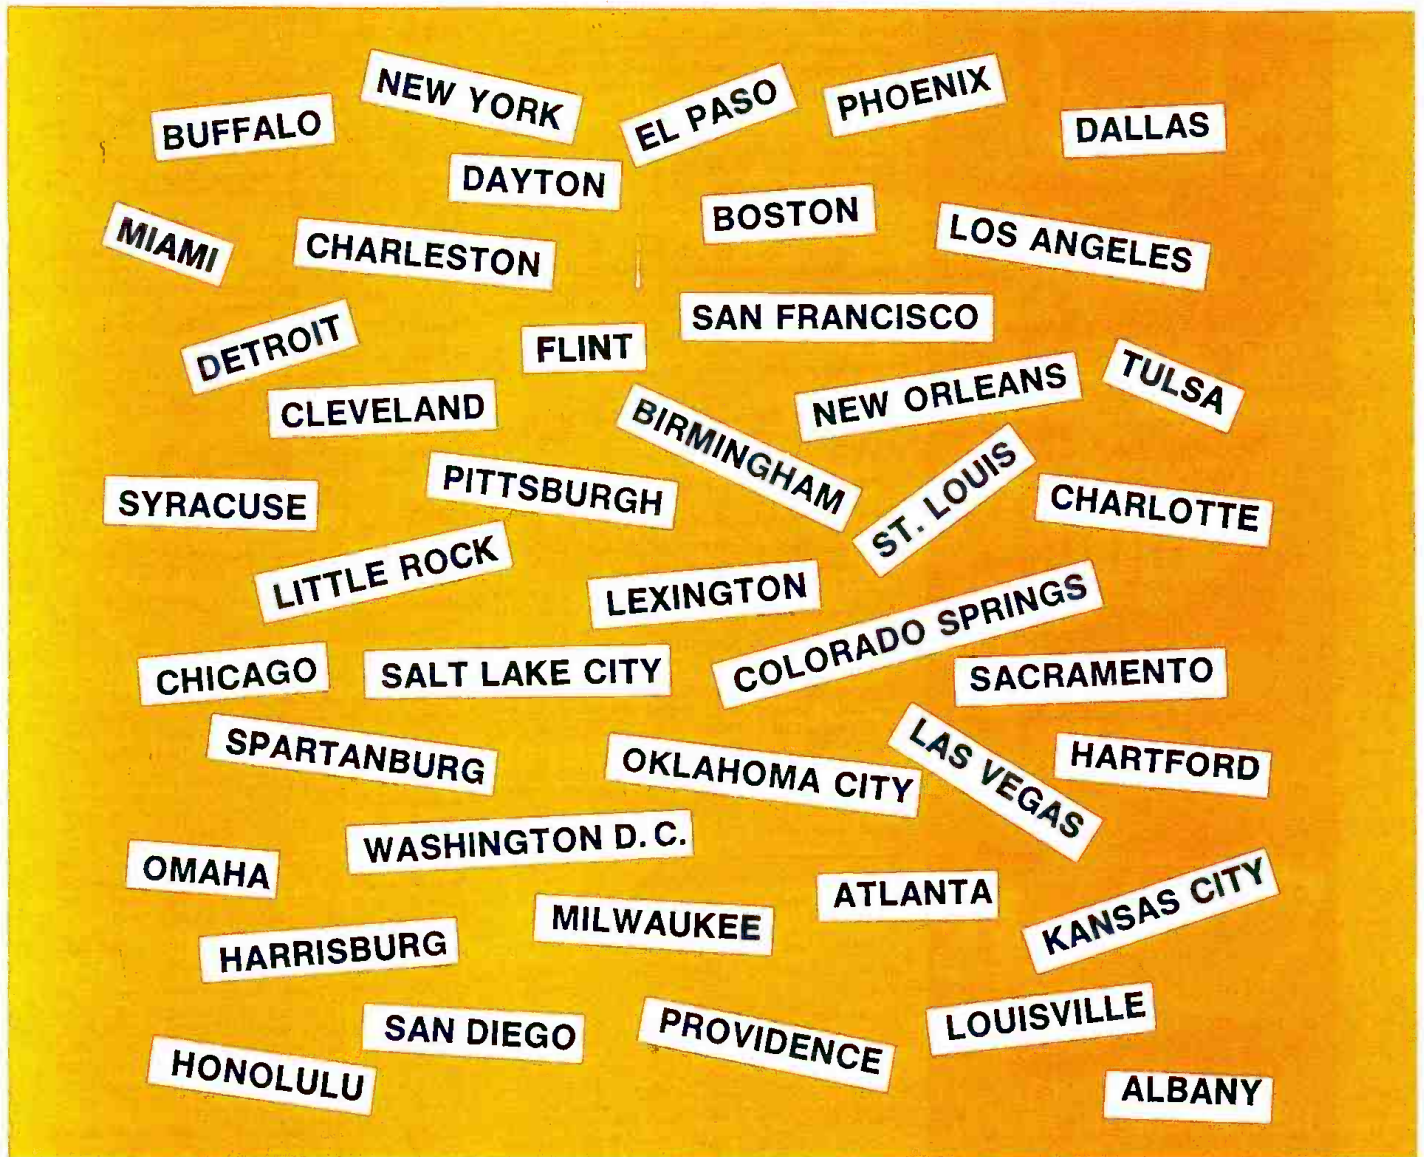 NEW YORK
EL PASO
PHOENIX
BUFFALO
DALLAS
DAYTON
BOSTON
MIAMI
CHARLESTON
LOS ANGELES
SAN FRANCISCO
DETROIT
FLINT
TULSA
CLEVELAND
BIRMINGHAM
NEW ORLEANS
SYRACUSE
PITTSBURGH
ST. LOUIS
CHARLOTTE
LITTLE ROCK
LEXINGTON
COLORADO SPRINGS
CHICAGO
SALT LAKE CITY
SACRAMENTO
SPARTANBURG
OKLAHOMA CITY
LAS VEGAS
HARTFORD
WASHINGTON D. C.
OMAHA
ATLANTA
KANSAS CITY
MILWAUKEE
HARRISBURG
SAN DIEGO
PROVIDENCE
LOUISVILLE
HONOLULU
ALBANY